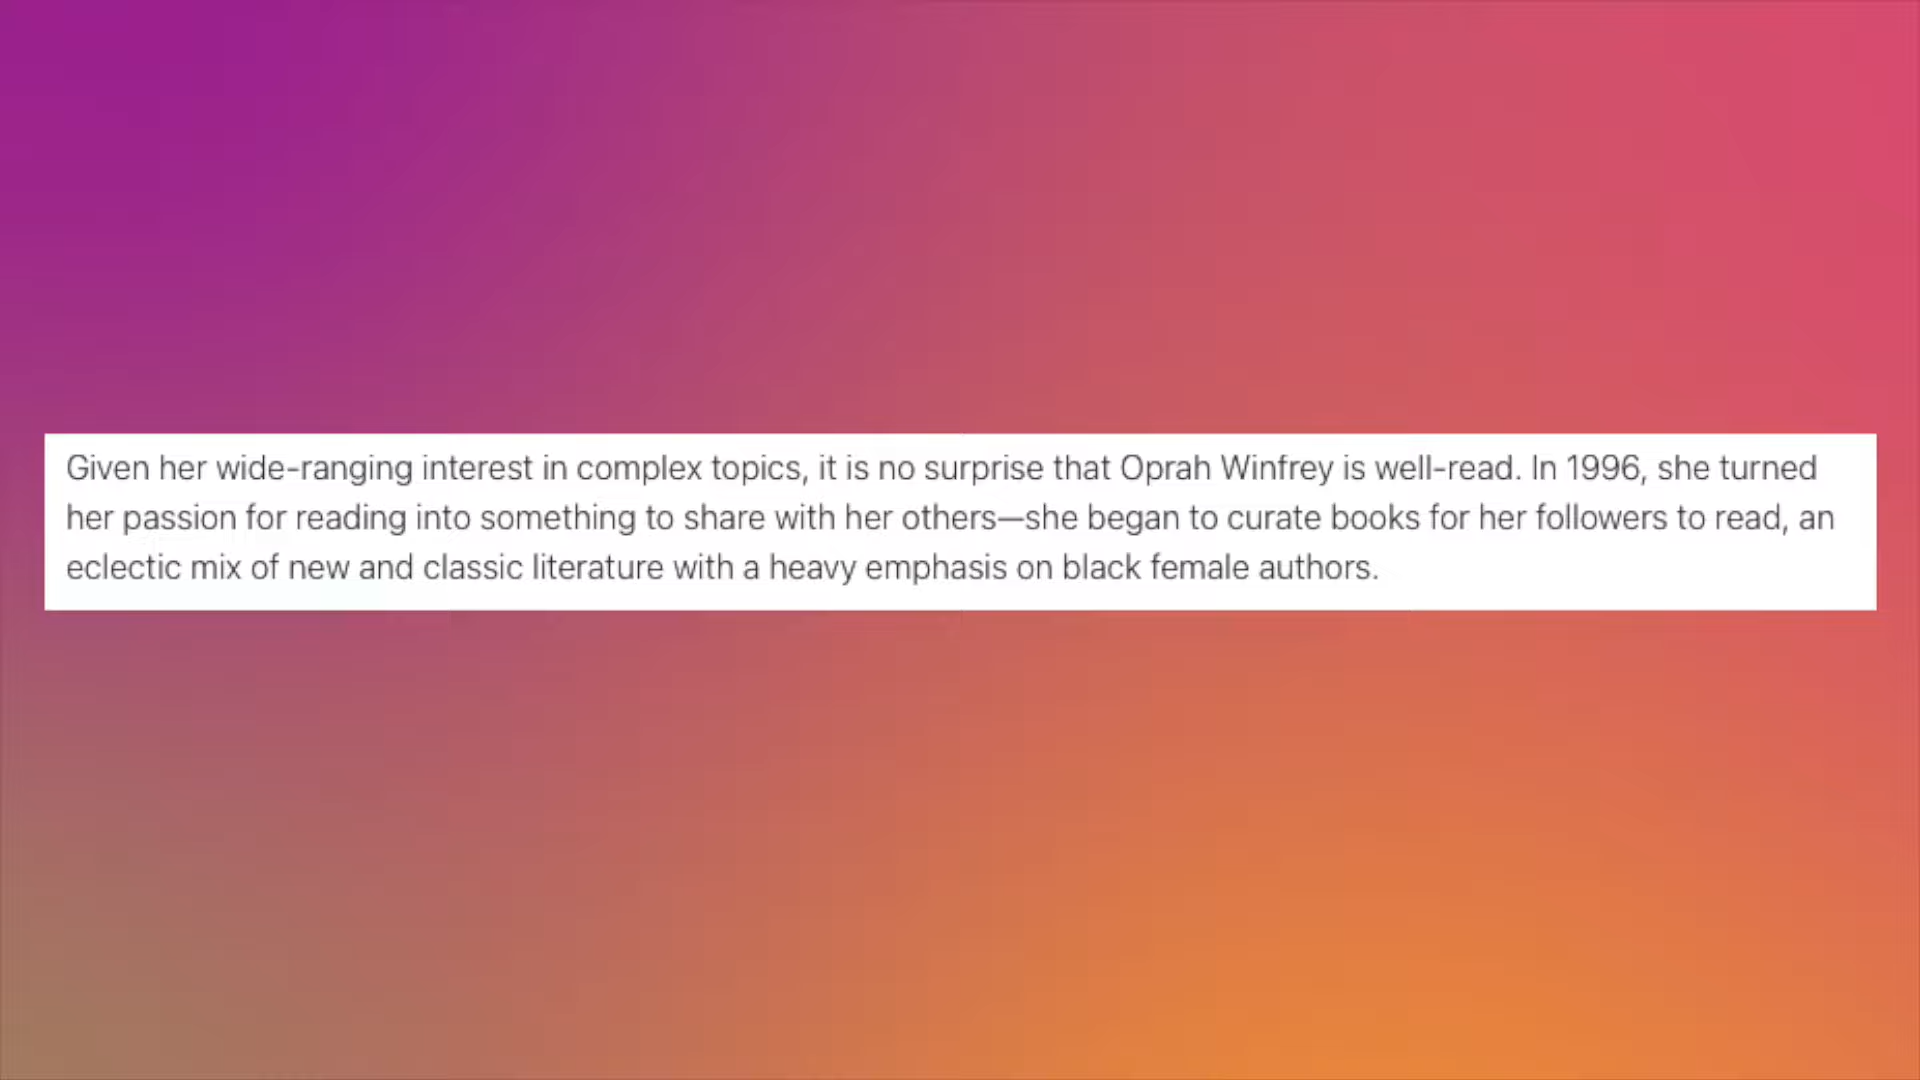 Given her wide-ranging interest in complex topics, it is no surprise that Oprah Winfrey is well-read. In 1996, she turned
her passion for reading into something to share with her others—she began to curate books for her followers to read, an
eclectic mix of new and classic literature with a heavy emphasis on black female authors.